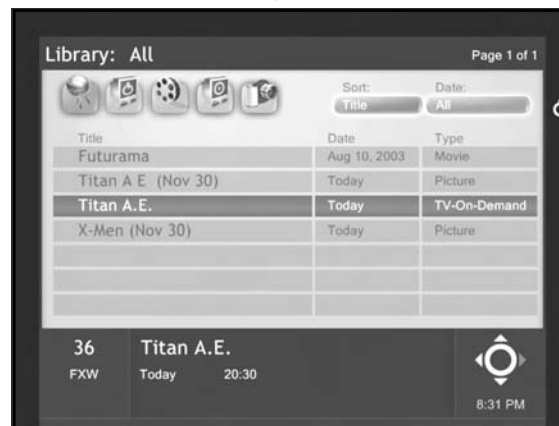 Library: All Page 1 of 1
Sort: Date:
Title All
Title Date Type
Futurama Aug 10, 2003 Movie
Titan A E (Nov 30) Today Picture
Titan A.E. Today TV-On-Demand
X-Men (Nov 30) Today Picture
36 Titan A.E.
FXW Today 20:30
8:31 PM